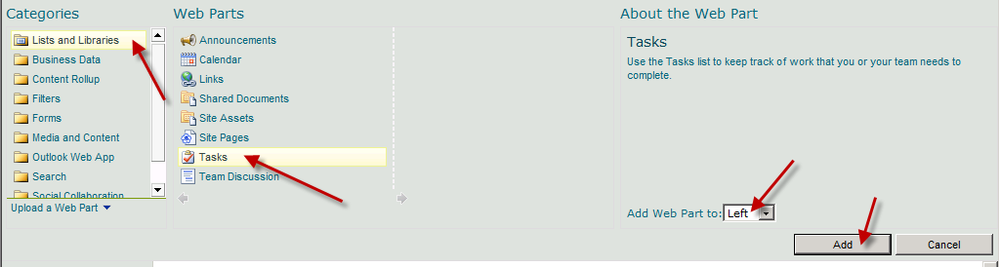 Categories
Lists and Libraries
Business Data
Content Rollup
Filters
Forms
Media and Content
Outlook Web App
Search
Social Collaboration
Upload a Web Part
Web Parts
Announcements
Calendar
Links
Shared Documents
Site Assets
Site Pages
Tasks
Team Discussion
About the Web Part
Tasks
Use the Tasks list to keep track of work that you or your team needs to
complete.
Add Web Part to: Left
Add Cancel